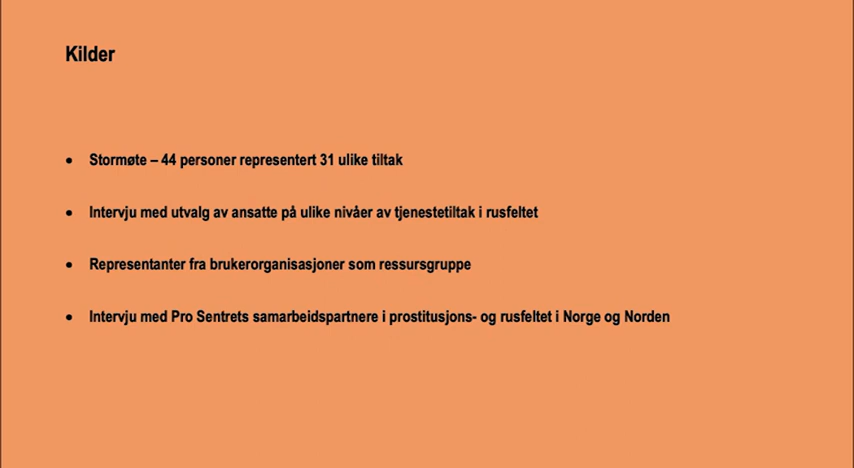 Kilder
• Stormøte – 44 personer representert 31 ulike tiltak
• Intervju med utvalg av ansatte på ulike nivåer av tjenestetiltak i rusfeltet
• Representanter fra brukerorganisasjoner som ressursgruppe
• Intervju med Pro Sentrets samarbeidspartnere i prostitusjons- og rusfeltet i Norge og Norden